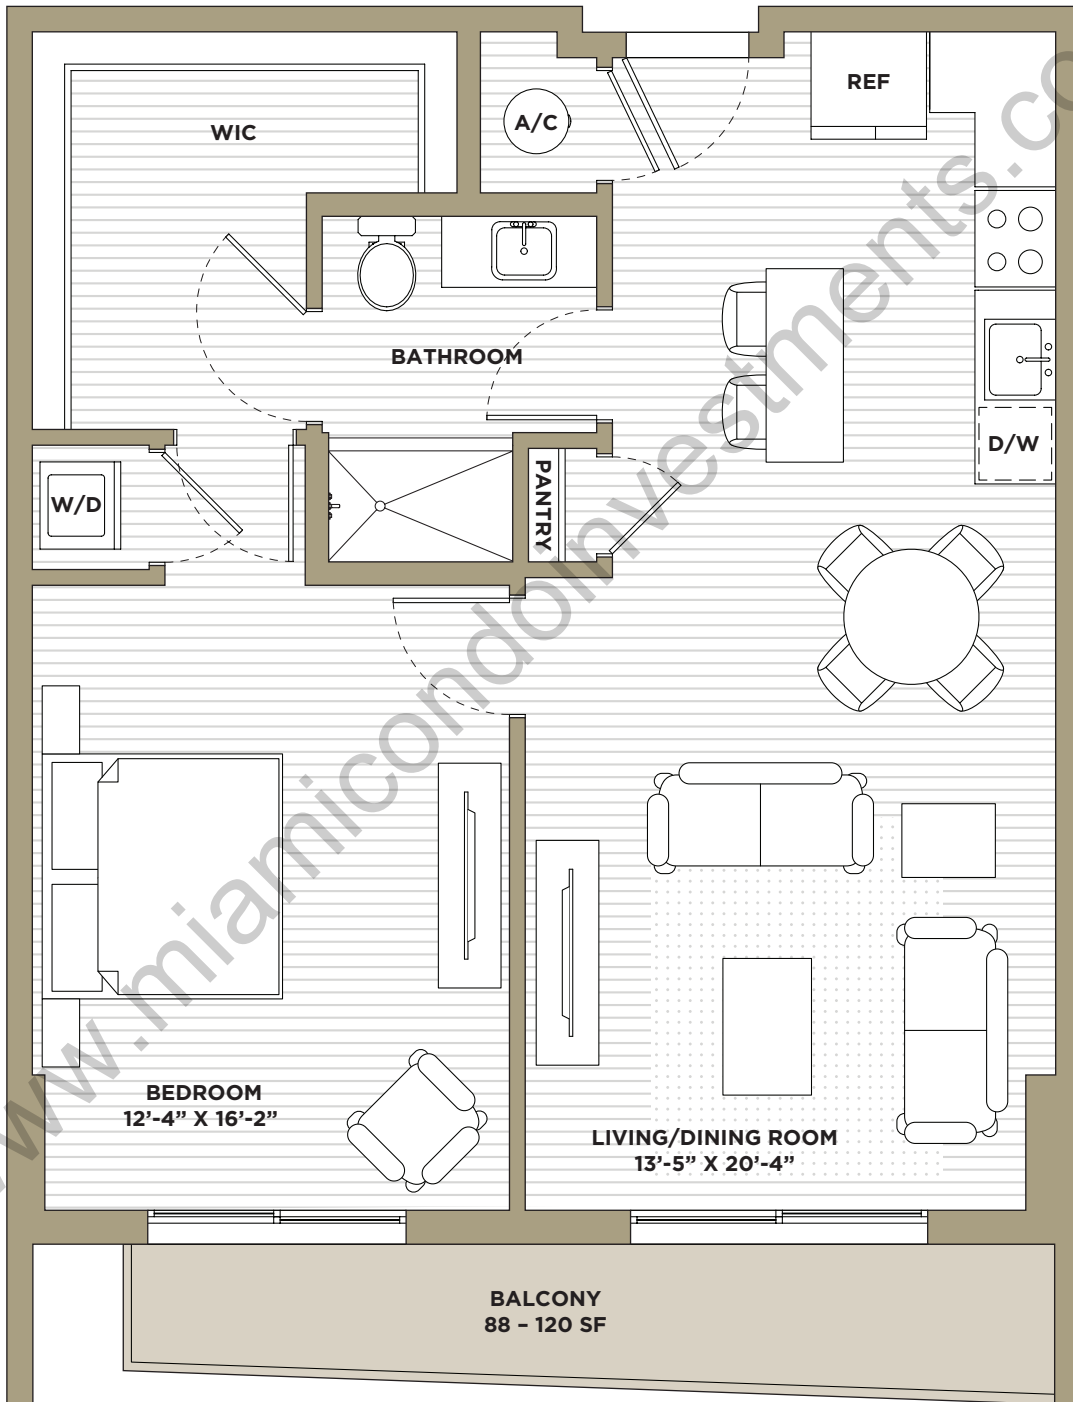 WIC
A/C
REF
BATHROOM
W/D
PANTRY
D/W
BEDROOM
12’-4” X 16’-2”
LIVING/DINING ROOM
13’-5” X 20’-4”
BALCONY
88 – 120 SF
www.miamicondoinvestments.co